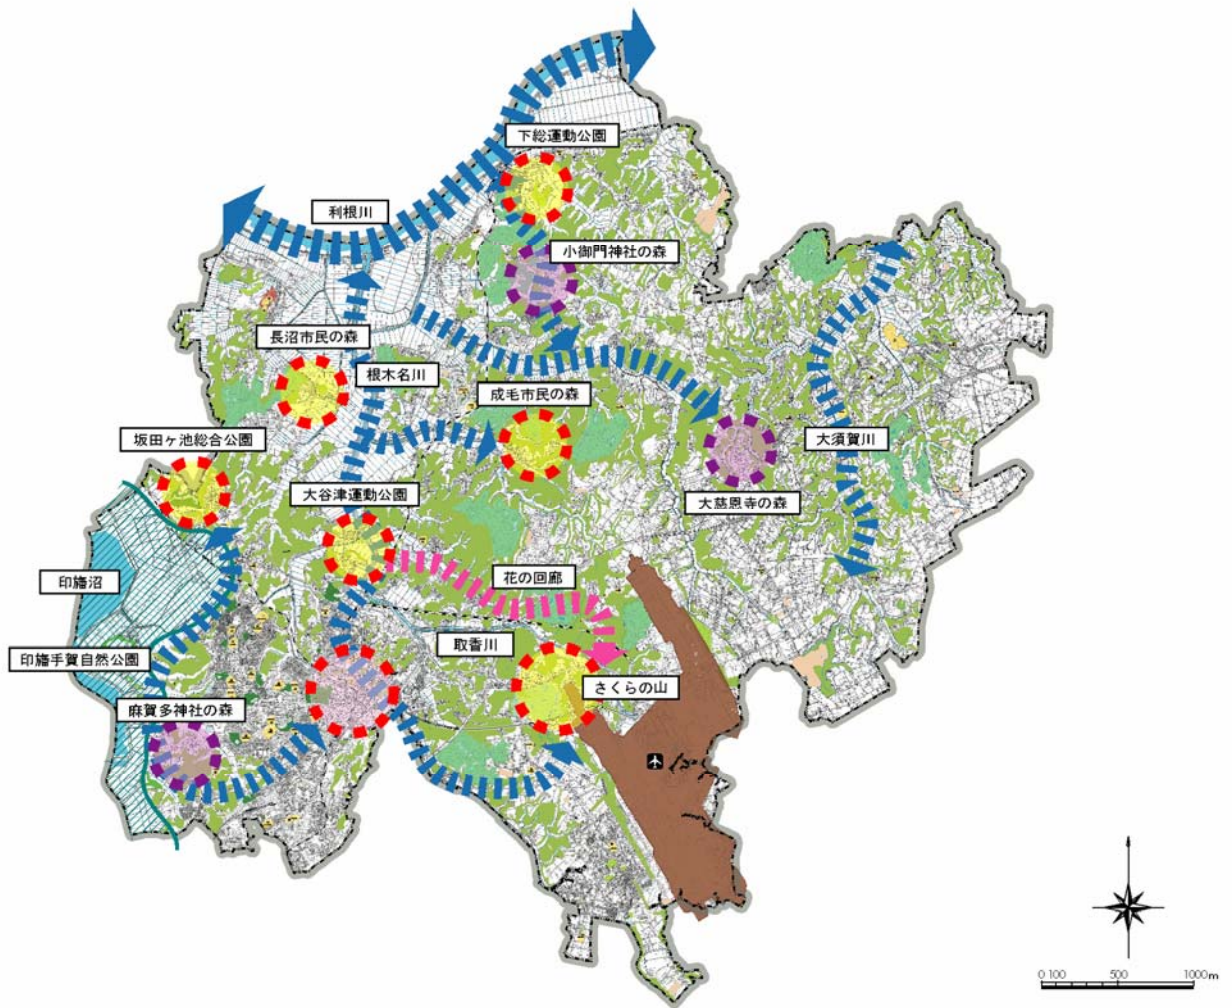 下総運動公園
利根川
小御門神社の森
長沼市民の森
根木名川
成毛市民の森
坂田ヶ池総合公園
大須賀川
大谷津運動公園
大慈恩寺の森
印旛沼
花の回廊
取香川
印旛手賀自然公園
さくらの山
麻賀多神社の森
0 100 500 1000m